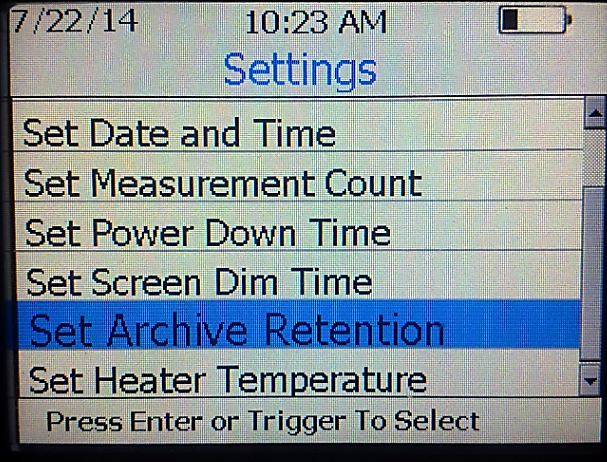 7/22/14 10:23 AM
Settings
Set Date and Time
Set Measurement Count
Set Power Down Time
Set Screen Dim Time
Set Archive Retention
Set Heater Temperature
Press Enter or Trigger To Select